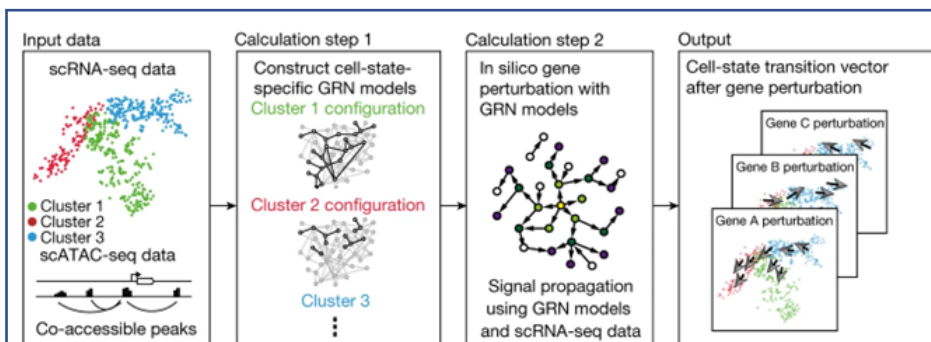 Input data
scRNA-seq data
Cluster 1
Cluster 2
Cluster 3
scATAC-seq data
Co-accessible peaks
Calculation step 1
Construct cell-state-
specific GRN models
Cluster 1 configuration
Cluster 2 configuration
Cluster 3
Calculation step 2
In silico gene
perturbation with
GRN models
Signal propagation
using GRN models
and scRNA-seq data
Output
Cell-state transition vector
after gene perturbation
Gene C perturbation
Gene B perturbation
Gene A perturbation